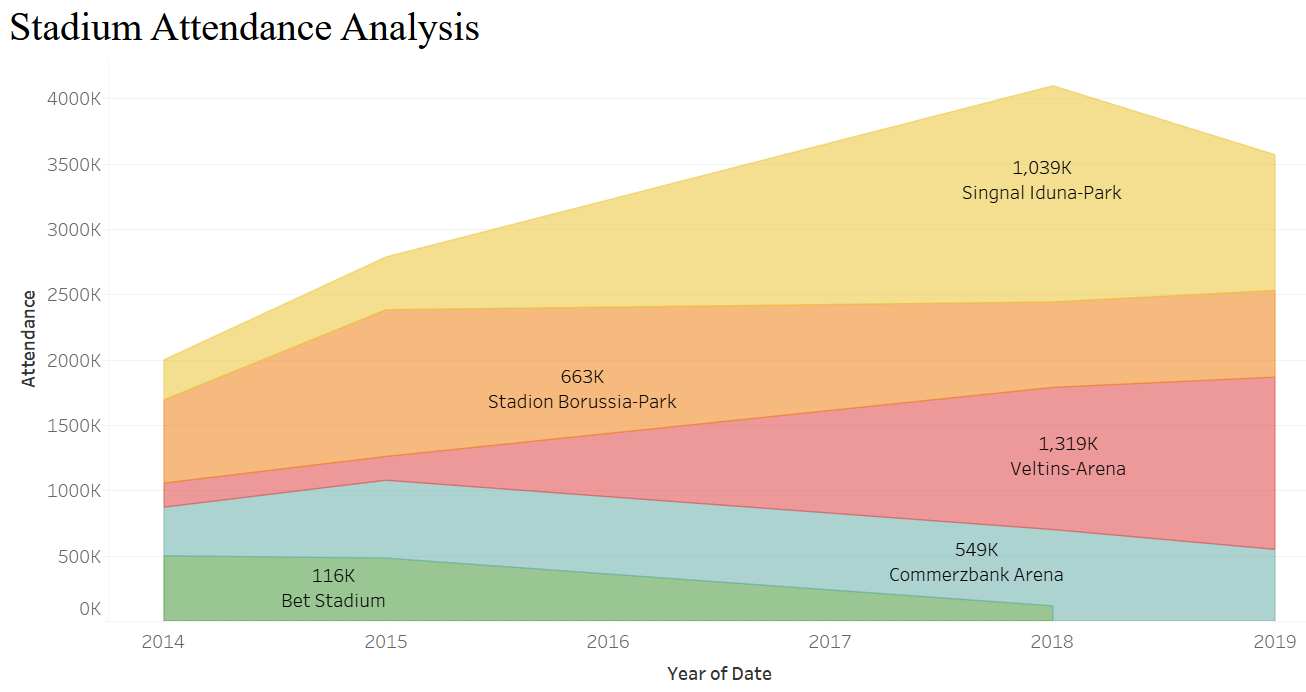 Stadium Attendance Analysis
4000K
3500K
3000K
2500K
2000K
1500K
1000K
500K
0K
Attendance
1,039K
Singnal Iduna-Park
663K
Stadion Borussia-Park
1,319K
Veltins-Arena
549K
Commerzbank Arena
116K
Bet Stadium
2014 2015 2016 2017 2018 2019
Year of Date